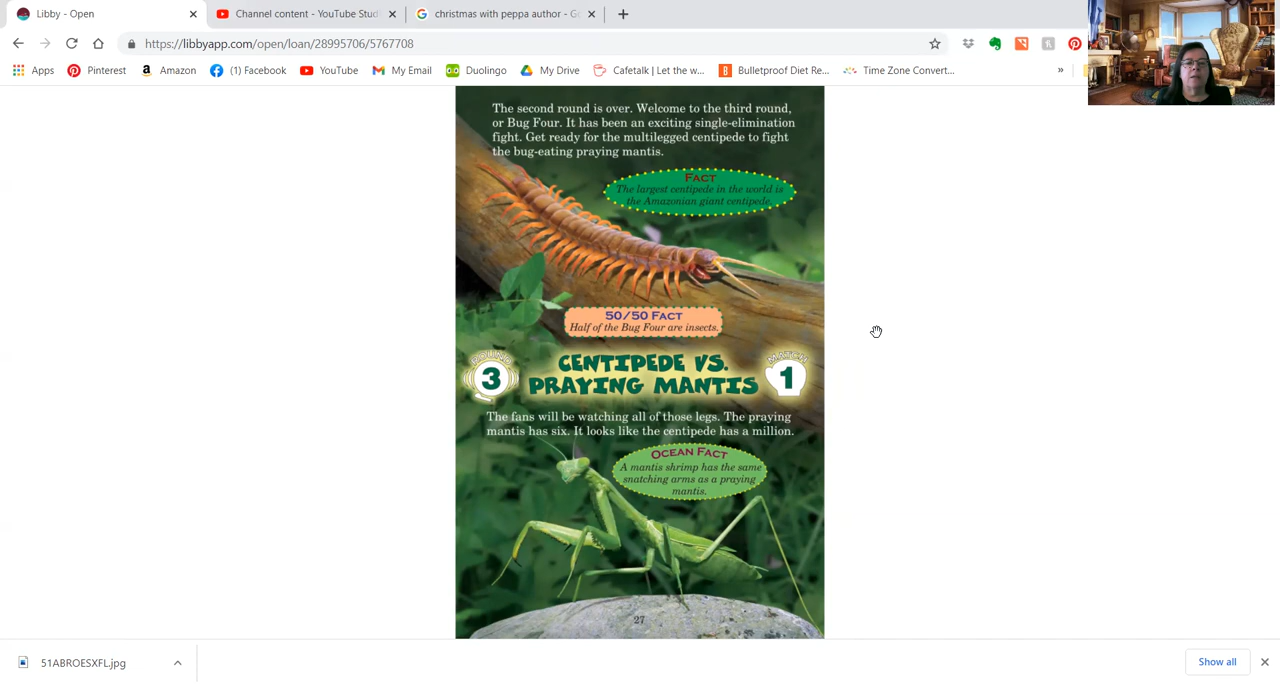 Libby - Open
Channel content - YouTube Studi
christmas with peppa author - Go
https://libbyapp.com/open/loan/28995706/5767708
Apps
Pinterest
Amazon
(1) Facebook
YouTube
My Email
Duolingo
My Drive
Cafetalk | Let the w...
Bulletproof Diet Re...
Time Zone Convert...
»
The second round is over. Welcome to the third round,
or Bug Four. It has been an exciting single-elimination
fight. Get ready for the multilegged centipede to fight
the bug-eating praying mantis.
FACT
The largest centipede in the world is
the Amazonian giant centipede.
50/50 FACT
Half of the Bug Four are insects.
ROUND
3
CENTIPEDE VS.
PRAYING MANTIS
MATCH
1
The fans will be watching all of those legs. The praying
mantis has six. It looks like the centipede has a million.
OCEAN FACT
A mantis shrimp has the same
snatching arms as a praying
mantis.
27
51ABROESXFL.jpg
Show all